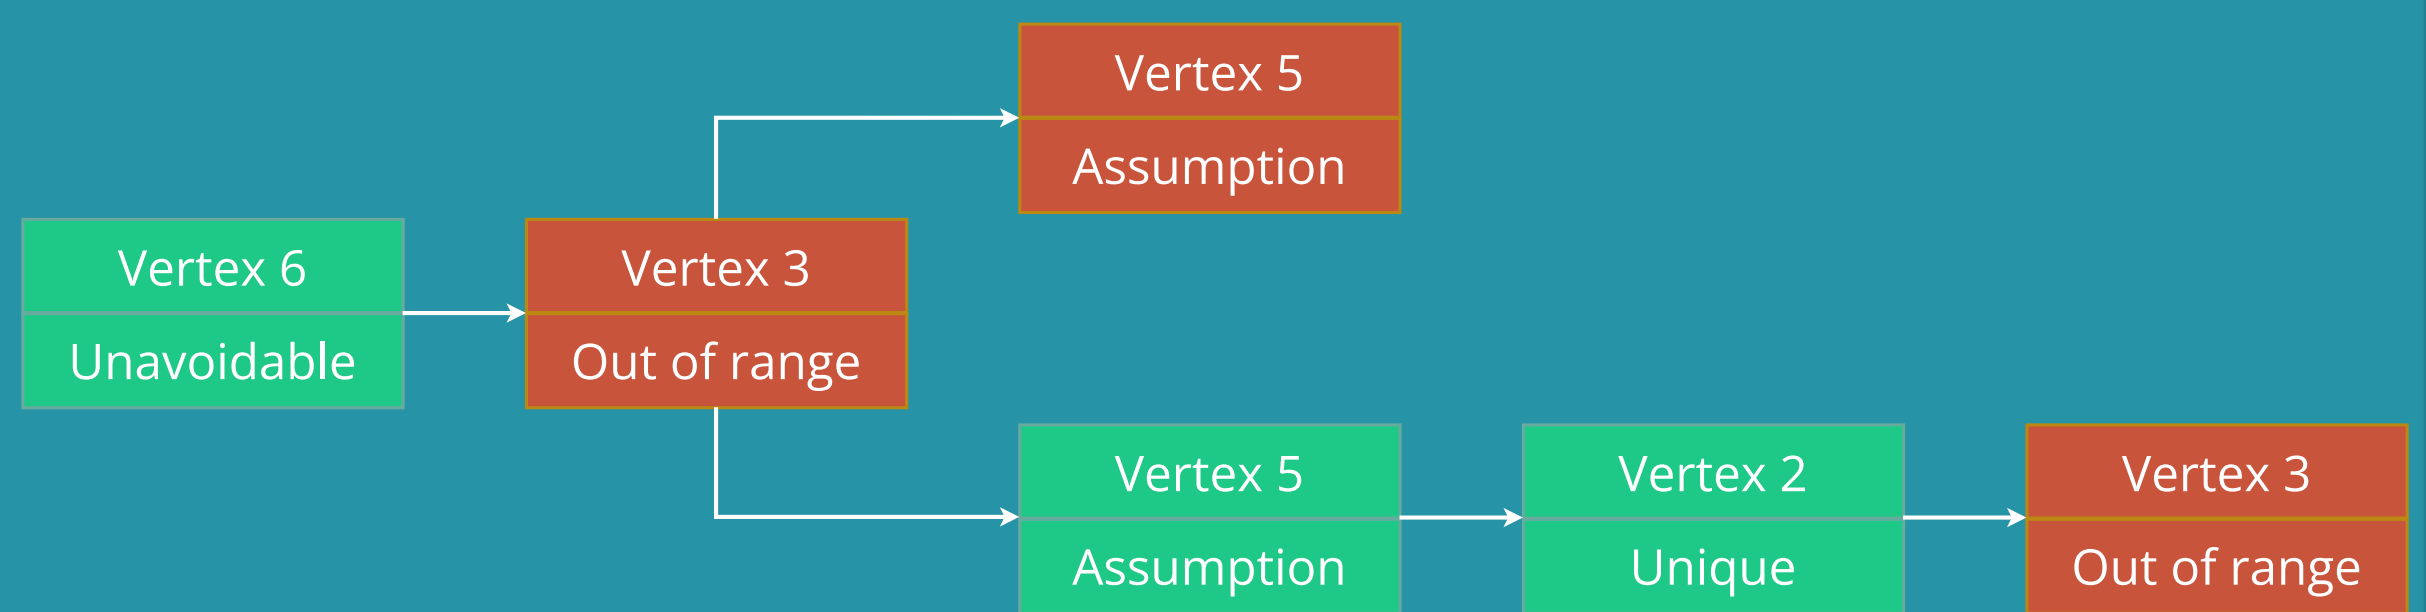 Vertex 5
Assumption
Vertex 6
Unavoidable
Vertex 3
Out of range
Vertex 5
Assumption
Vertex 2
Unique
Vertex 3
Out of range